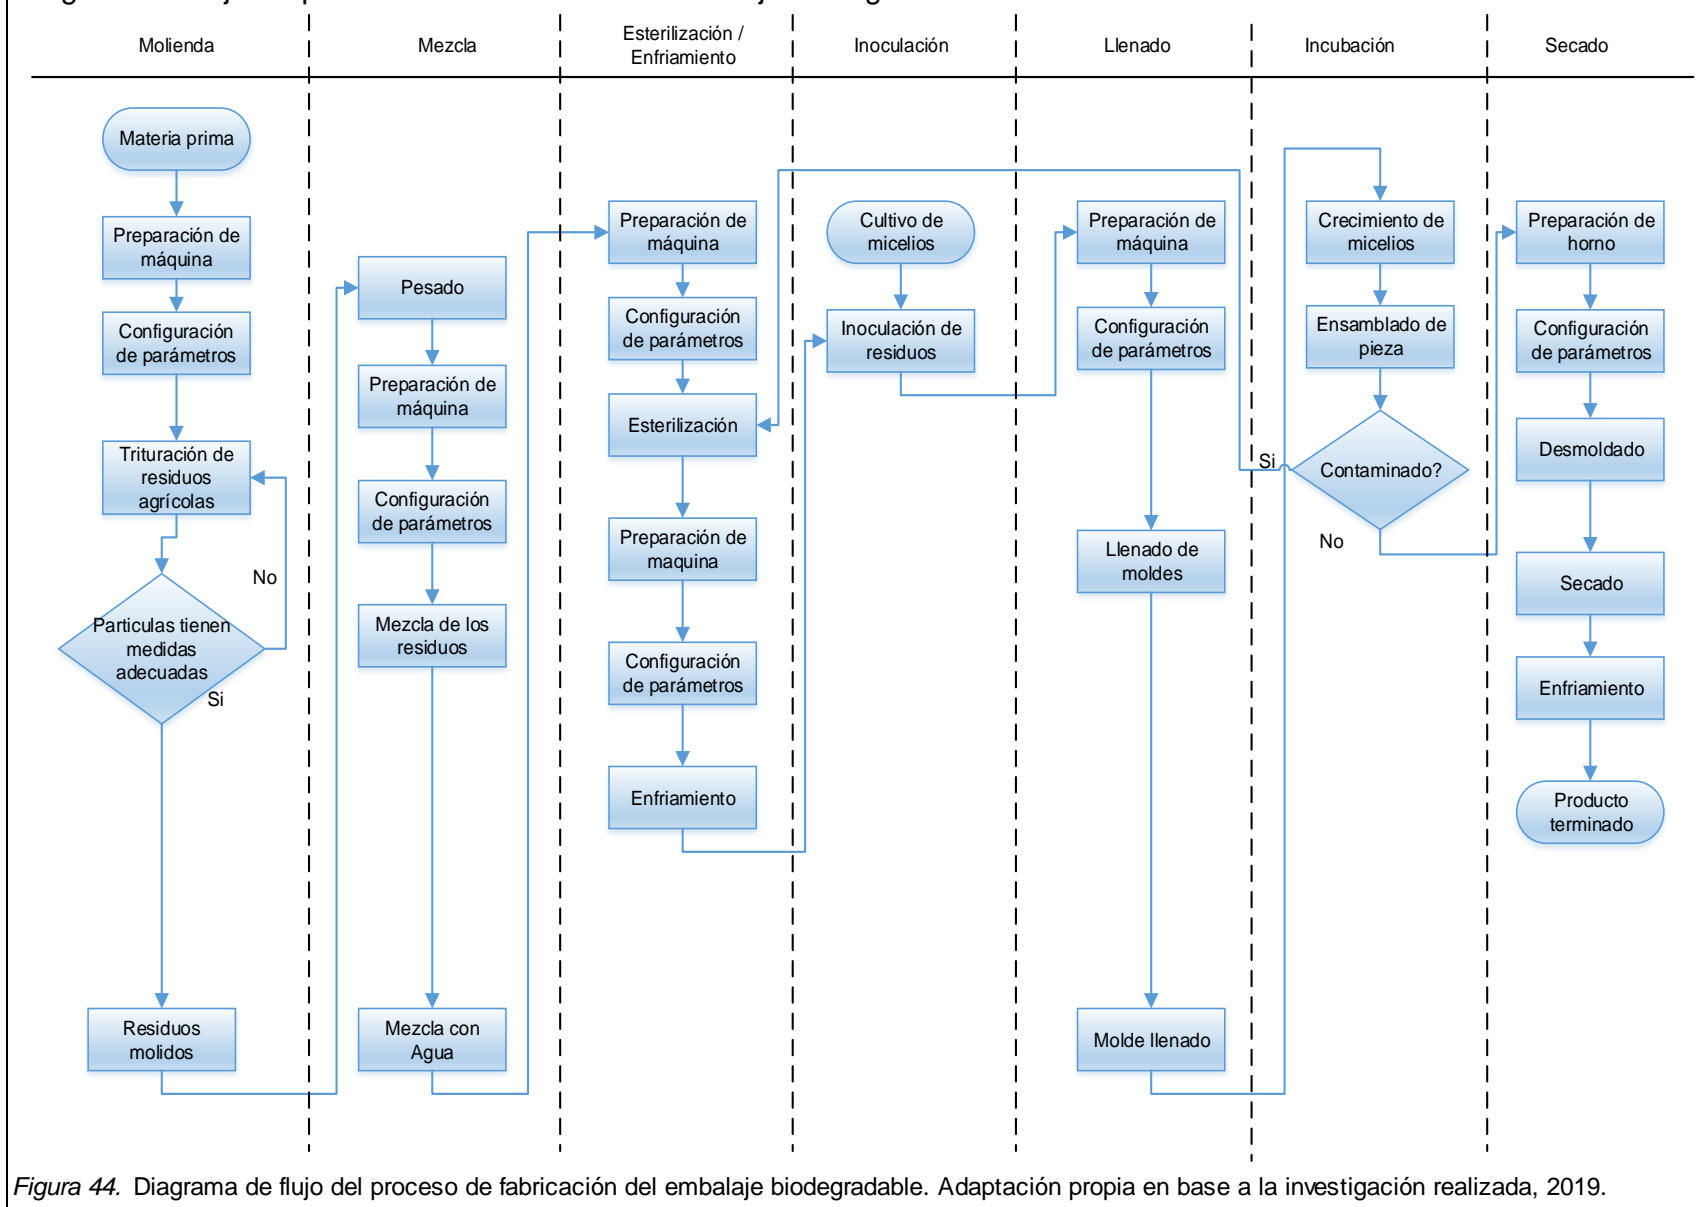 Molienda
Mezcla
Esterilización /
Enfriamiento
Inoculación
Llenado
Incubación
Secado
Materia prima
Preparación de
máquina
Configuración
de parámetros
Trituración de
residuos
agrícolas
No
Particulas tienen
medidas
adecuadas
Si
Residuos
molidos
Pesado
Preparación de
máquina
Configuración
de parámetros
Mezcla de los
residuos
Mezcla con
Agua
Preparación de
máquina
Configuración
de parámetros
Esterilización
Preparación de
maquina
Configuración
de parámetros
Enfriamiento
Cultivo de
micelios
Inoculación de
residuos
Preparación de
máquina
Configuración
de parámetros
Llenado de
moldes
Molde llenado
Crecimiento de
micelios
Ensamblado de
pieza
Contaminado?
Si
No
Preparación de
horno
Configuración
de parámetros
Desmoldado
Secado
Enfriamiento
Producto
terminado
Figura 44. Diagrama de flujo del proceso de fabricación del embalaje biodegradable. Adaptación propia en base a la investigación realizada, 2019.